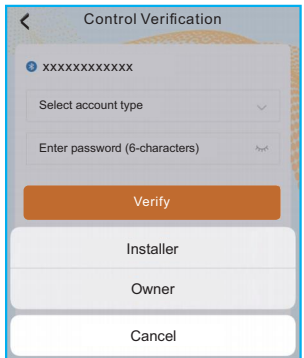 Control Verification
xxxxxxxxxxxx
Select account type
Enter password (6-characters)
Verify
Installer
Owner
Cancel